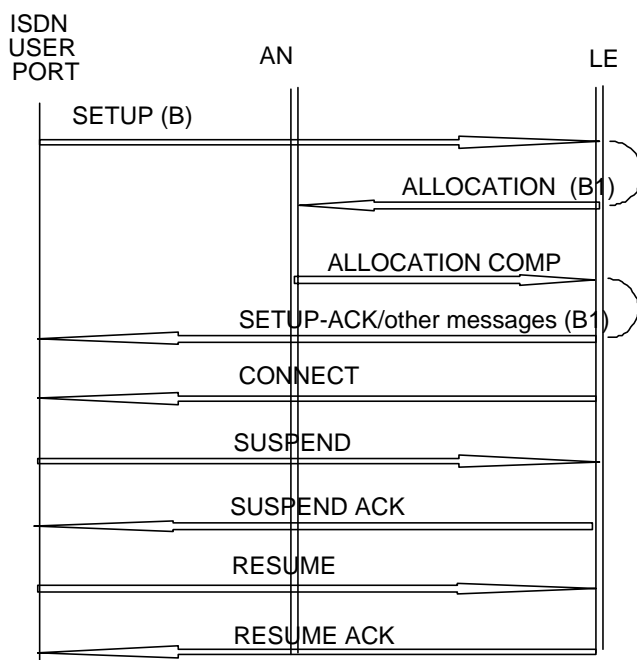 ISDN
USER
PORT
AN
LE
SETUP (B)
ALLOCATION (B1)
ALLOCATION COMP
SETUP-ACK/other messages (B1)
CONNECT
SUSPEND
SUSPEND ACK
RESUME
RESUME ACK